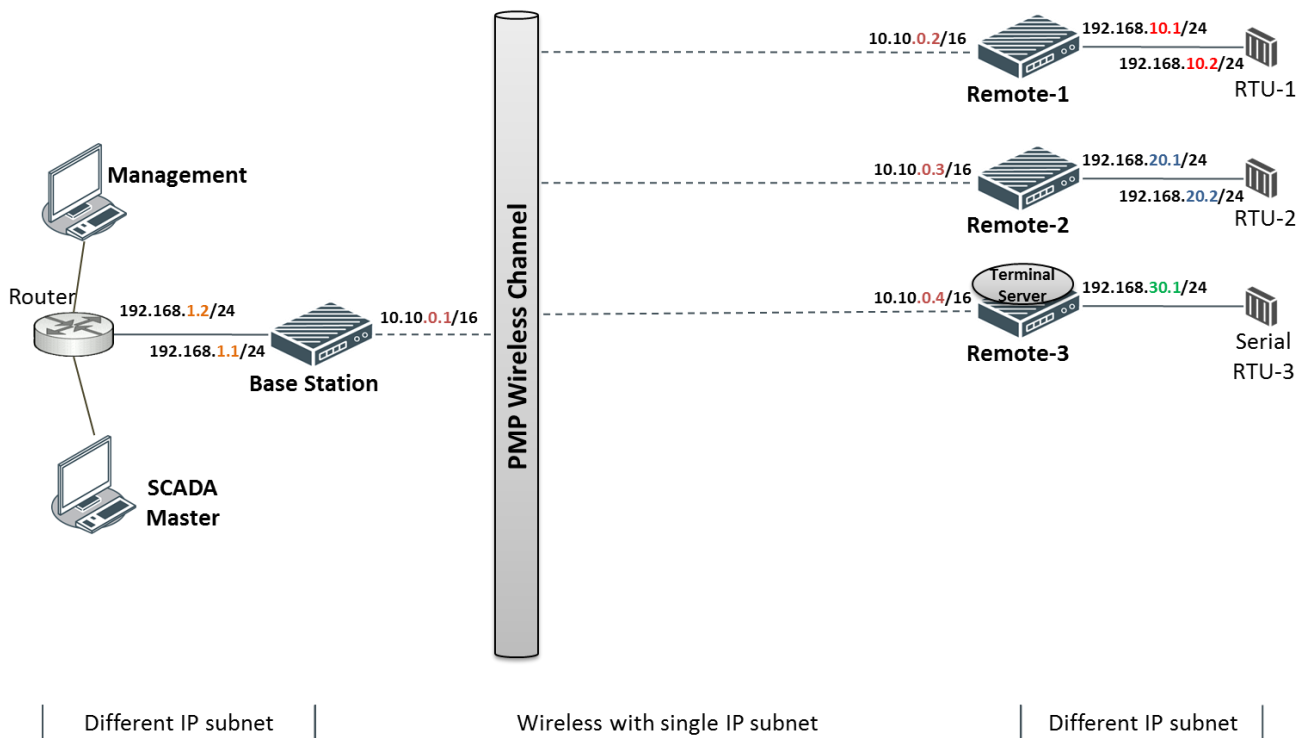 10.10.0.2/16
192.168.10.1/24
192.168.10.2/24
RTU-1
Remote-1
Management
10.10.0.3/16
192.168.20.1/24
192.168.20.2/24
RTU-2
Remote-2
Router
192.168.1.2/24
192.168.1.1/24
Base Station
10.10.0.1/16
PMP Wireless Channel
10.10.0.4/16
Terminal
Server
192.168.30.1/24
Serial
RTU-3
Remote-3
SCADA
Master
Different IP subnet
Wireless with single IP subnet
Different IP subnet